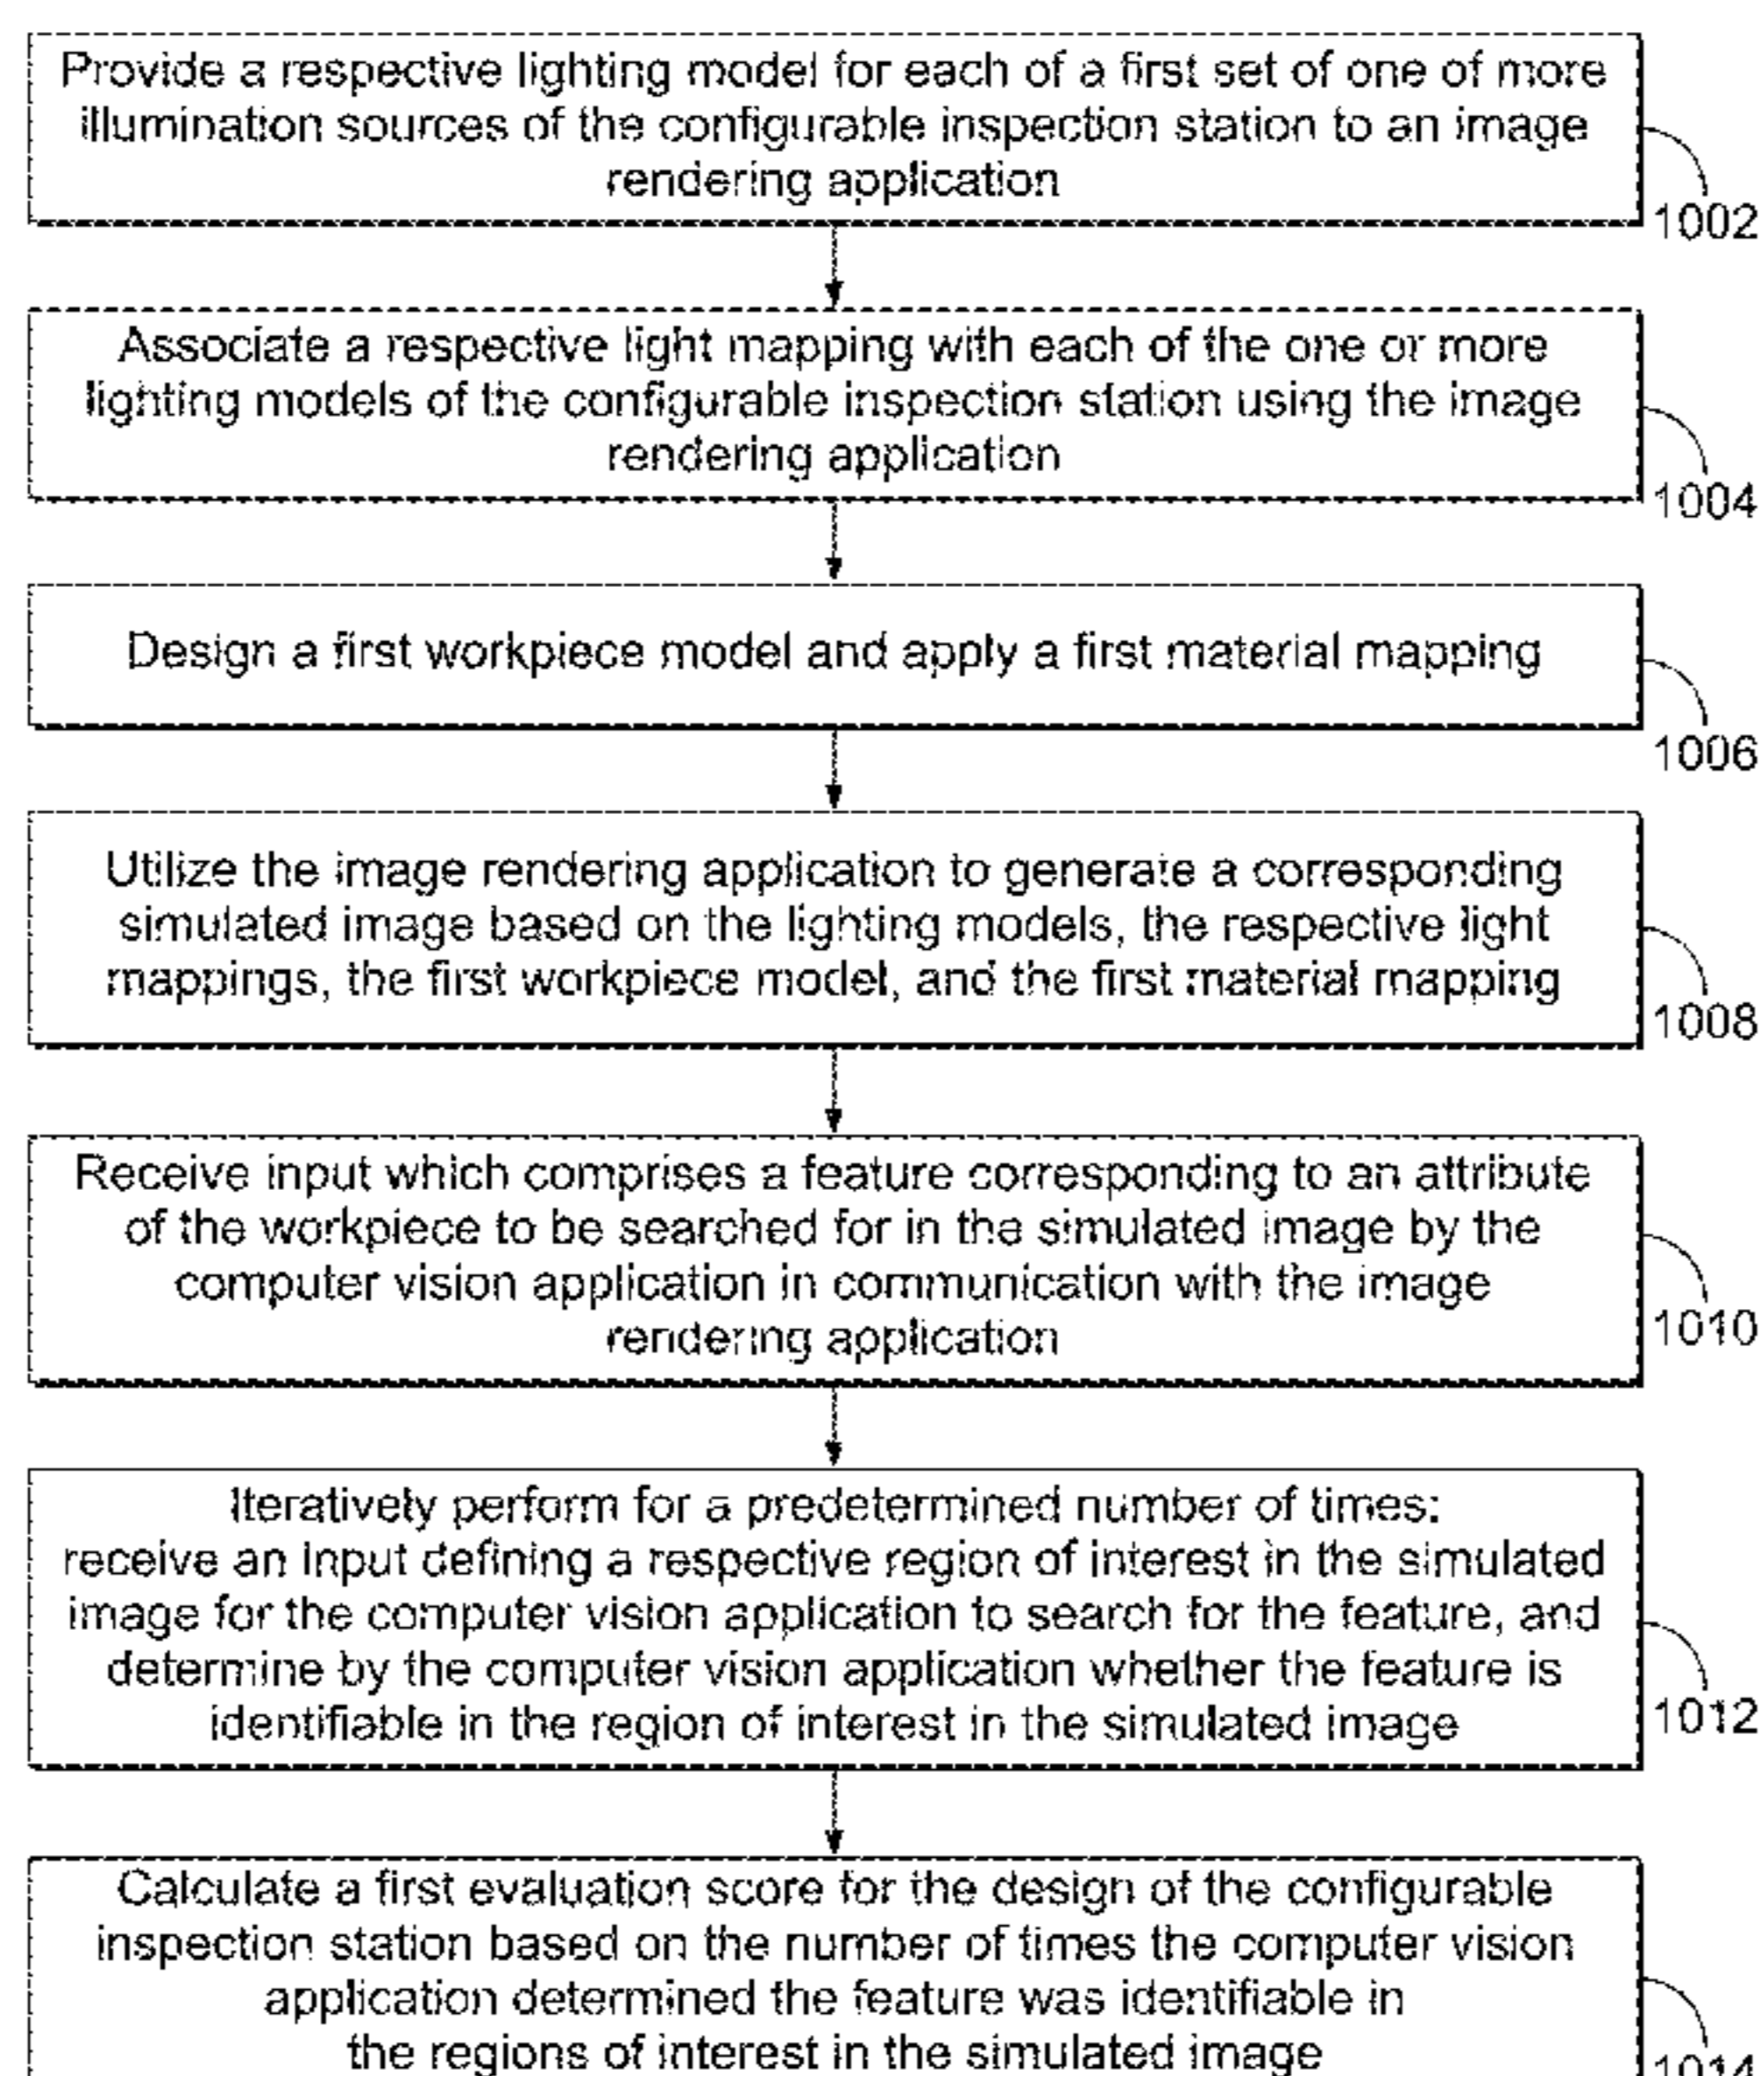 Provide a respective lighting model for each of a first set of one of more
illumination sources of the configurable inspection station to an image
rendering application
1002
Associate a respective light mapping with each of the one or more
lighting models of the configurable inspection station using the image
rendering application
1004
Design a first workpiece model and apply a first material mapping
1006
Utilize the image rendering application to generate a corresponding
simulated image based on the lighting models, the respective light
mappings, the first workpiece model, and the first material mapping
1008
Receive input which comprises a feature corresponding to an attribute
of the workpiece to be searched for in the simulated image by the
computer vision application in communication with the image
rendering application
1010
Iteratively perform for a predetermined number of times:
receive an input defining a respective region of interest in the simulated
image for the computer vision application to search for the feature, and
determine by the computer vision application whether the feature is
identifiable in the region of interest in the simulated image
1012
Calculate a first evaluation score for the design of the configurable
inspection station based on the number of times the computer vision
application determined the feature was identifiable in
the regions of interest in the simulated image
1014